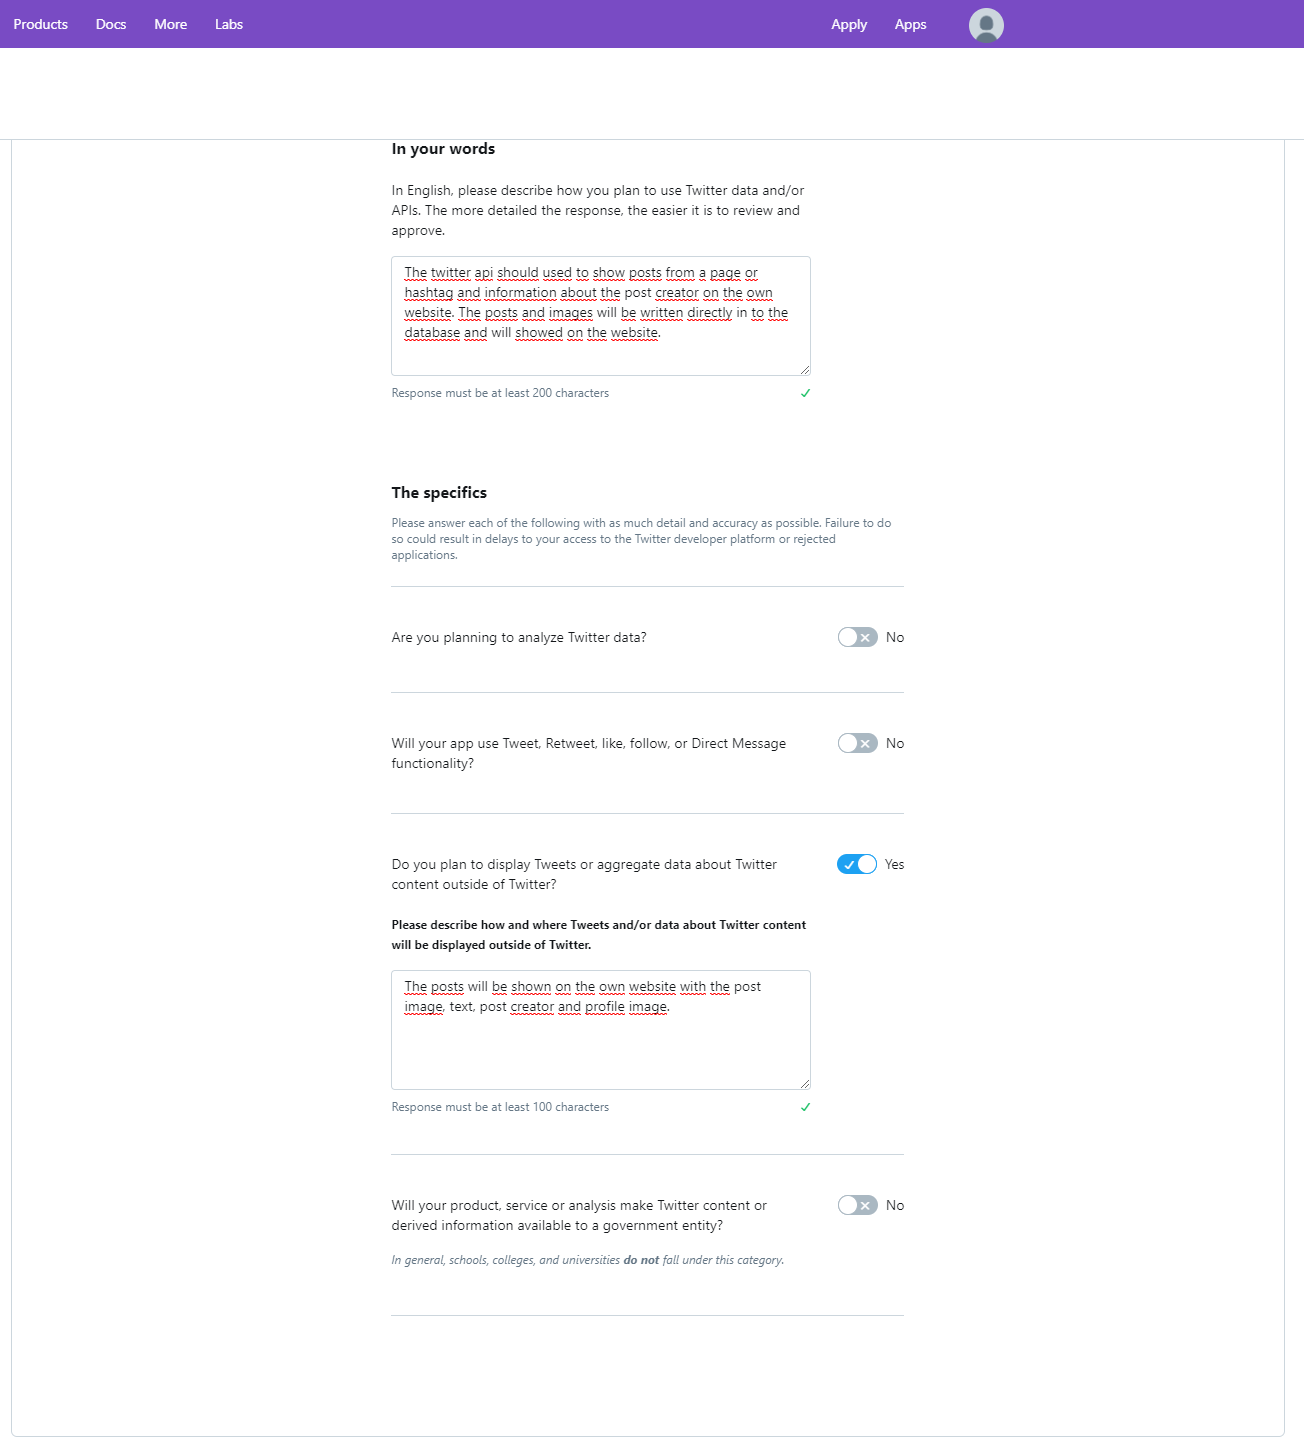 Products Docs More Labs Apply Apps
In your words
In English, please describe how you plan to use Twitter data and/or
APIs. The more detailed the response, the easier it is to review and
approve.
The twitter api should used to show posts from a page or
hashtag and information about the post creator on the own
website. The posts and images will be written directly in to the
database and will showed on the website.
Response must be at least 200 characters
The specifics
Please answer each of the following with as much detail and accuracy as possible. Failure to do
so could result in delays to your access to the Twitter developer platform or rejected
applications.
Are you planning to analyze Twitter data? No
Will your app use Tweet, Retweet, like, follow, or Direct Message No
functionality?
Do you plan to display Tweets or aggregate data about Twitter Yes
content outside of Twitter?
Please describe how and where Tweets and/or data about Twitter content
will be displayed outside of Twitter.
The posts will be shown on the own website with the post
image, text, post creator and profile image.
Response must be at least 100 characters
Will your product, service or analysis make Twitter content or No
derived information available to a government entity?
In general, schools, colleges, and universities do not fall under this category.